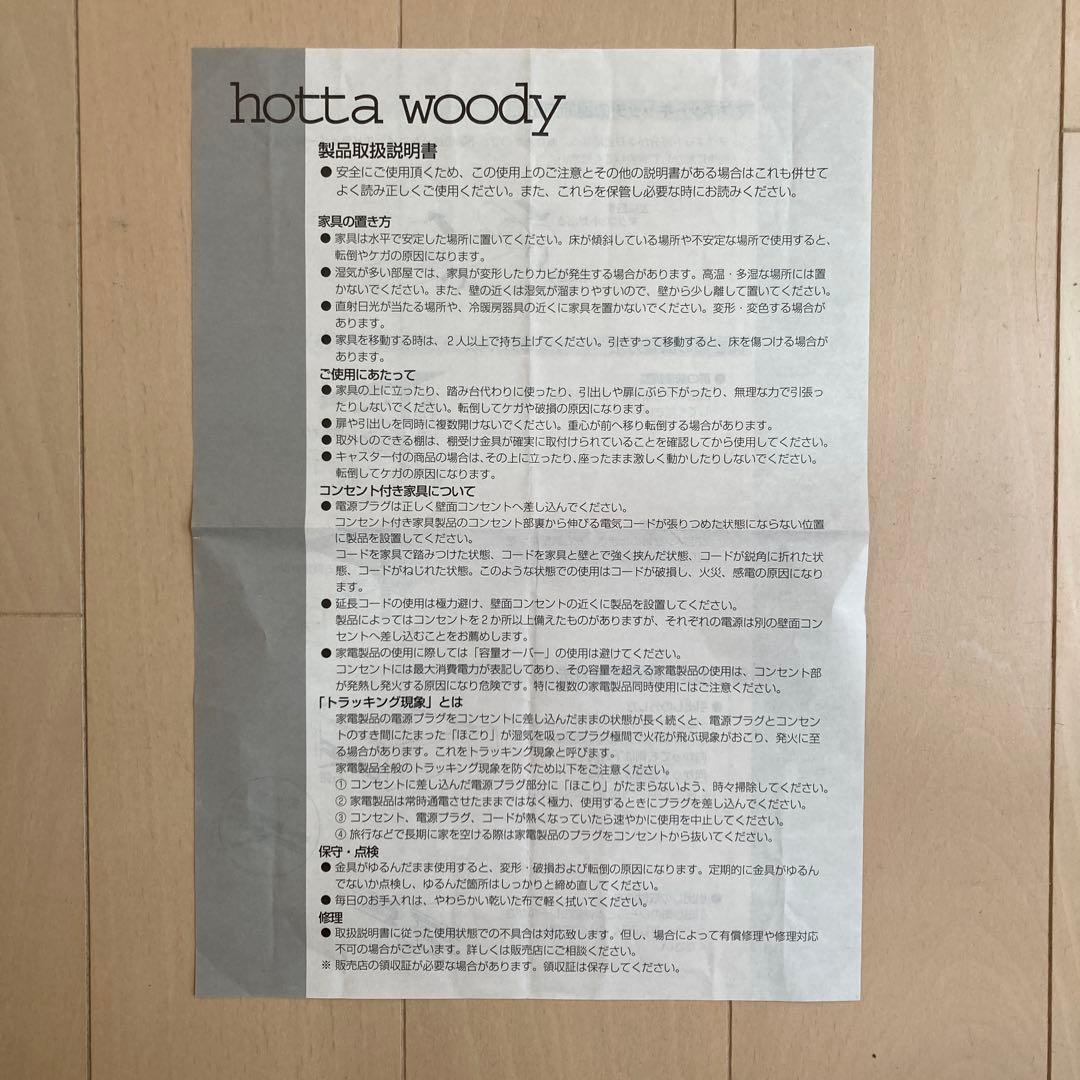 hotta woody
製品取扱説明書
● 安全にご使用頂くため、この使用上のご注意とその他の説明書がある場合はこれも併せて
よく読み正しくご使用ください。また、これらを保管し必要な時にお読みください。
家具の置き方
● 家具は水平で安定した場所に置いてください。床が傾斜している場所や不安定な場所で使用すると、
転倒やケガの原因になります。
● 湿気が多い部屋では、家具が変形したりカビが発生する場合があります。高温・多湿な場所には置
かないでください。また、壁の近くは湿気が溜まりやすいので、壁から少し離して置いてください。
● 直射日光が当たる場所や、冷暖房器具の近くに家具を置かないでください。変形・変色する場合が
あります。
● 家具を移動する時は、2人以上で持ち上げてください。引きずって移動すると、床を傷つける場合が
あります。
ご使用にあたって
● 家具の上に立ったり、踏み台代わりに使ったり、引出しや扉にぶら下がったり、無理な力で引張っ
たりしないでください。転倒してケガや破損の原因になります。
● 扉や引出しを同時に複数開けないでください。重心が前へ移り転倒する場合があります。
● 取外しのできる棚は、棚受け金具が確実に取付けられていることを確認してから使用してください。
● キャスター付の商品の場合は、その上に立ったり、座ったまま激しく動かしたりしないでください。
転倒してケガの原因になります。
コンセント付き家具について
● 電源プラグは正しく壁面コンセントへ差し込んでください。
コンセント付き家具製品のコンセント部裏から伸びる電気コードが張りつめた状態にならない位置
に製品を設置してください。
コードを家具で踏みつけた状態、コードを家具と壁とで強く挟んだ状態、コードが鋭角に折れた状
態、コードがねじれた状態。このような状態での使用はコードが破損し、火災、感電の原因になり
ます。
● 延長コードの使用は極力避け、壁面コンセントの近くに製品を設置してください。
製品によってはコンセントを2か所以上備えたものがありますが、それぞれの電源は別の壁面コン
セントへ差し込むことをお薦めします。
● 家電製品の使用に際しては「容量オーバー」の使用は避けてください。
コンセントには最大消費電力が表記してあり、その容量を超える家電製品の使用は、コンセント部
が発熱し発火する原因になり危険です。特に複数の家電製品同時使用にはご注意ください。
「トラッキング現象」とは
家電製品の電源プラグをコンセントに差し込んだままの状態が長く続くと、電源プラグとコンセン
トのすき間にたまった「ほこり」が湿気を吸ってプラグ極間で火花が飛ぶ現象がおこり、発火に至
る場合があります。これをトラッキング現象と呼びます。
家電製品全般のトラッキング現象を防ぐため以下をご注意ください。
① コンセントに差し込んだ電源プラグ部分に「ほこり」がたまらないよう、時々掃除してください。
② 家電製品は常時通電させたままではなく極力、使用するときにプラグを差し込んでください。
③ コンセント、電源プラグ、コードが熱くなっていたら速やかに使用を中止してください。
④ 旅行などで長期に家を空ける際は家電製品のプラグをコンセントから抜いてください。
保守・点検
● 金具がゆるんだまま使用すると、変形・破損および転倒の原因になります。定期的に金具がゆるん
でないか点検し、ゆるんだ箇所はしっかりと締め直してください。
● 毎日のお手入れは、やわらかい乾いた布で軽く拭いてください。
修理
● 取扱説明書に従った使用状態での不具合は対応致します。但し、場合によって有償修理や修理対応
不可の場合がございます。詳しくは販売店にご相談ください。
※ 販売店の領収証が必要な場合があります。領収証は保存してください。